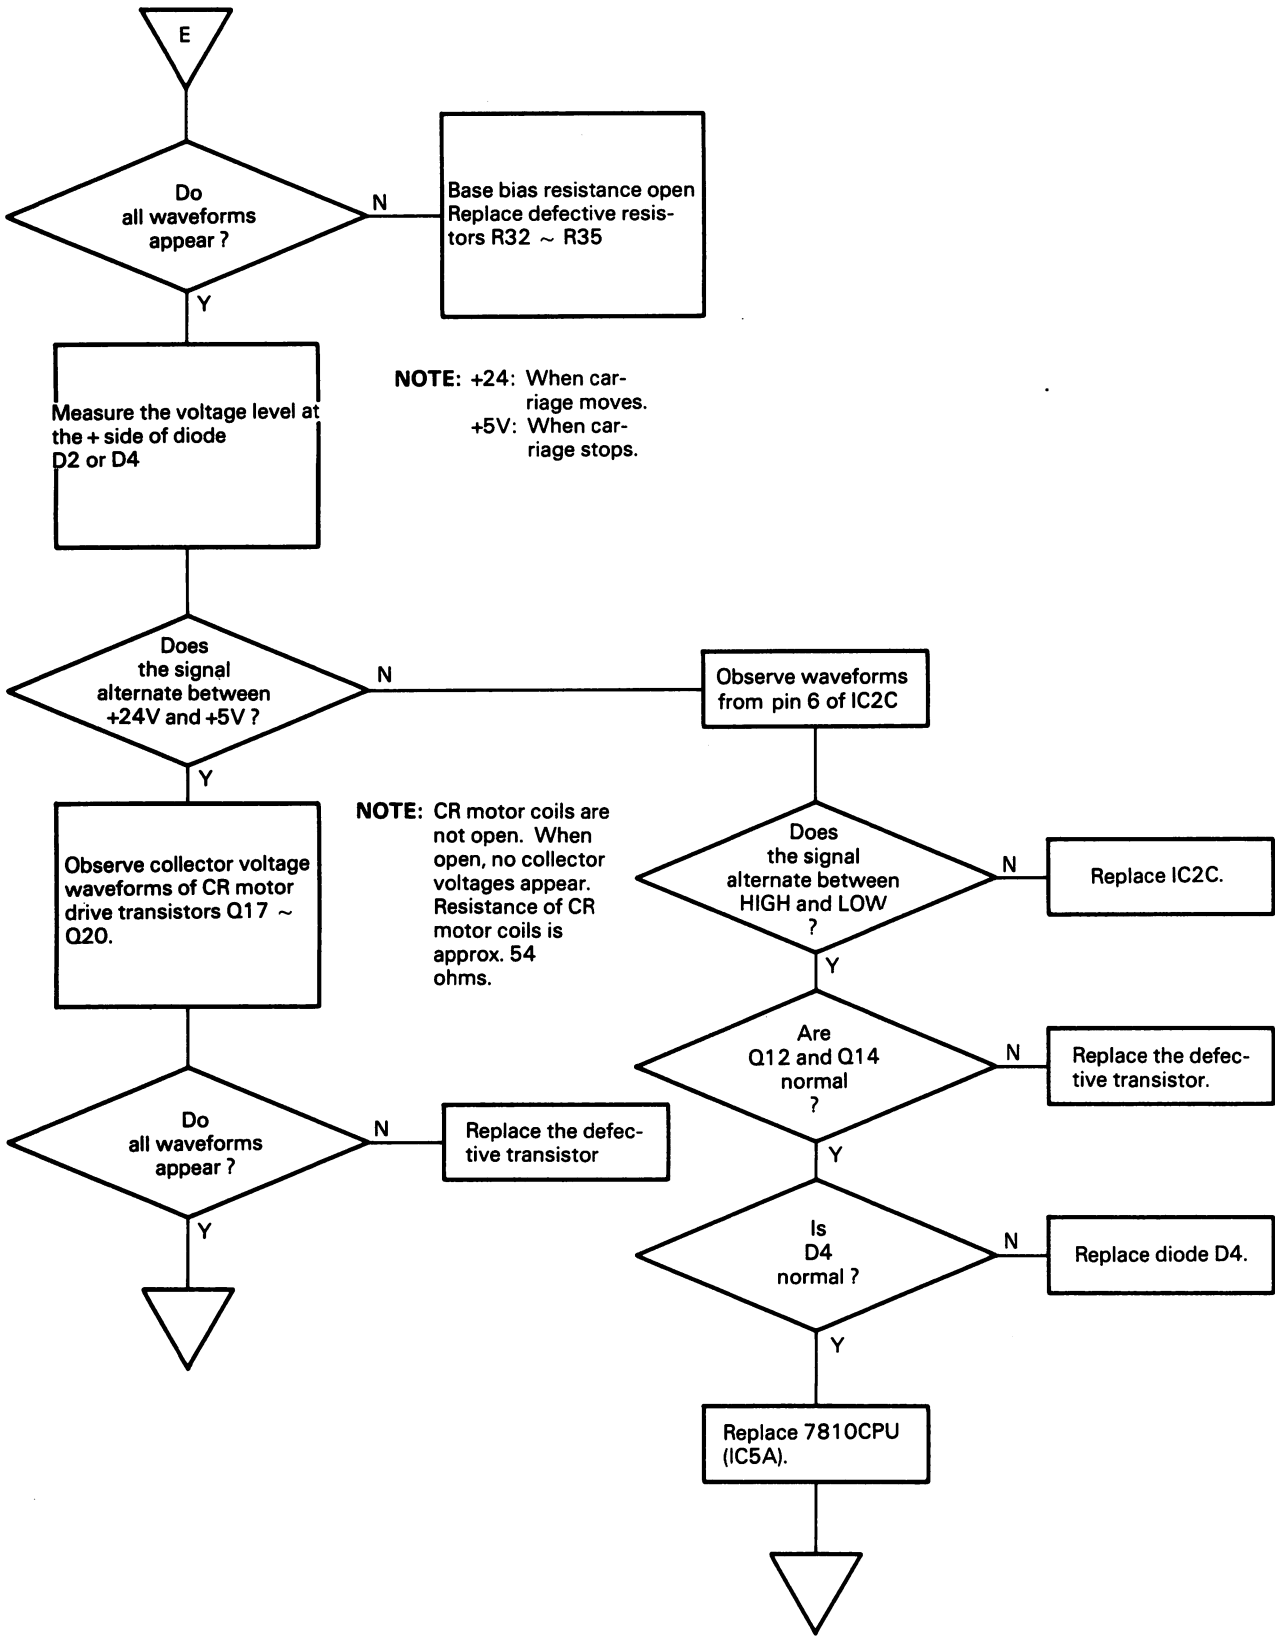 E
Do
all waveforms
appear ?
N
Base bias resistance open
Replace defective resis-
tors R32 ~ R35
Y
Measure the voltage level at
the + side of diode
D2 or D4
NOTE: +24: When car-
riage moves.
+5V: When car-
riage stops.
Does
the signal
alternate between
+24V and +5V ?
N
Observe waveforms
from pin 6 of IC2C
Y
Observe collector voltage
waveforms of CR motor
drive transistors Q17 ~
Q20.
NOTE: CR motor coils are
not open. When
open, no collector
voltages appear.
Resistance of CR
motor coils is
approx. 54
ohms.
Does
the signal
alternate between
HIGH and LOW
?
N
Replace IC2C.
Y
Are
Q12 and Q14
normal
?
N
Replace the defec-
tive transistor.
Y
Do
all waveforms
appear ?
N
Replace the defec-
tive transistor
Y
Is
D4
normal ?
N
Replace diode D4.
Y
Replace 7810CPU
(IC5A).